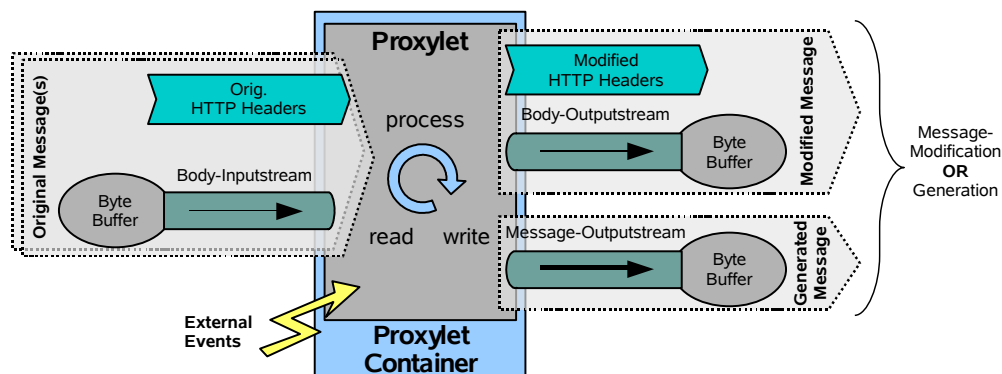 Original Message(s)
Orig.
HTTP Headers
Body-Inputstream
Byte
Buffer
External
Events
Proxylet
process
read
write
Proxylet
Container
Modified
HTTP Headers
Body-Outputstream
Byte
Buffer
Modified Message
Message-Outputstream
Byte
Buffer
Generated
Message
Message-
Modification
OR
Generation